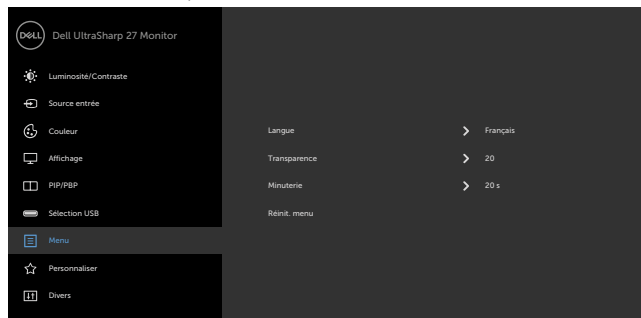 DELL Dell UltraSharp 27 Monitor
Luminosité/Contraste
Source entrée
Couleur
Affichage
PIP/PBP
Sélection USB
Menu
Personnaliser
Divers
Langue Français
Transparence 20
Minuterie 20 s
Réinit. menu